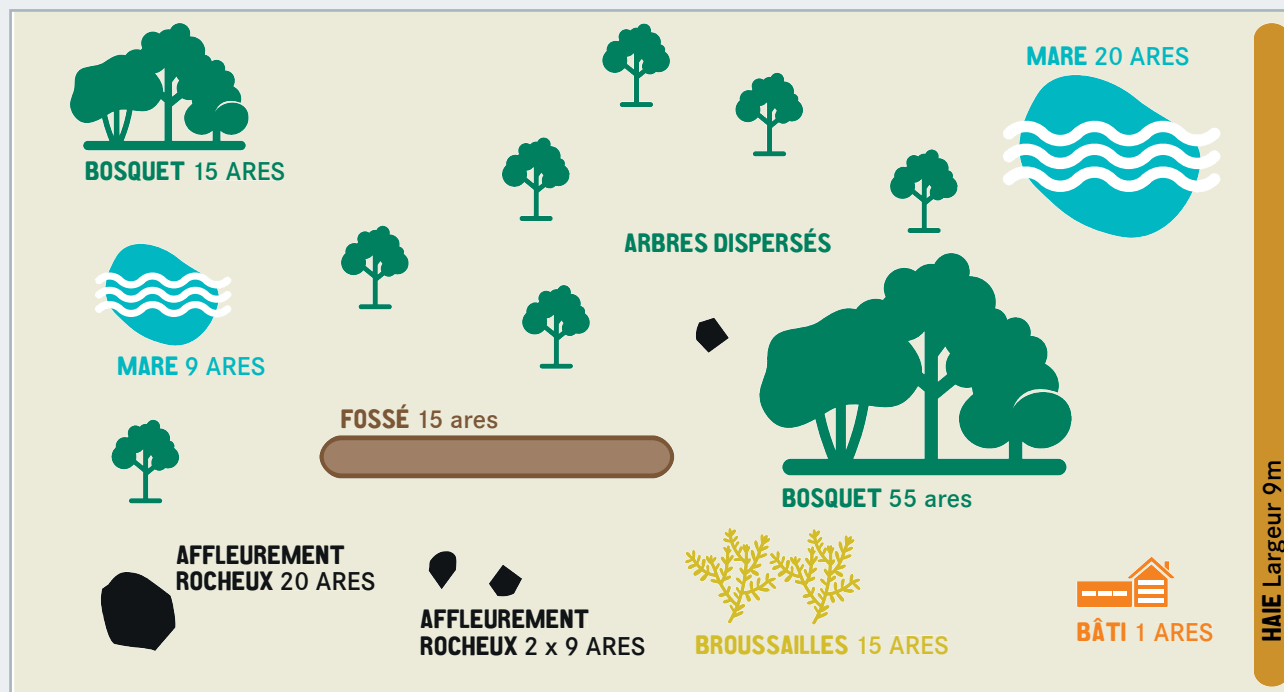 MARE 20 ARES
BOSQUET 15 ARES
ARBRES DISPERSÉS
MARE 9 ARES
FOSSÉ 15 ares
BOSQUET 55 ares
AFFLEUREMENT
ROCHEUX 20 ARES
AFFLEUREMENT
ROCHEUX 2 x 9 ARES
BROUSSAILLES 15 ARES
BÂTI 1 ARES
HAIE Largeur 9m